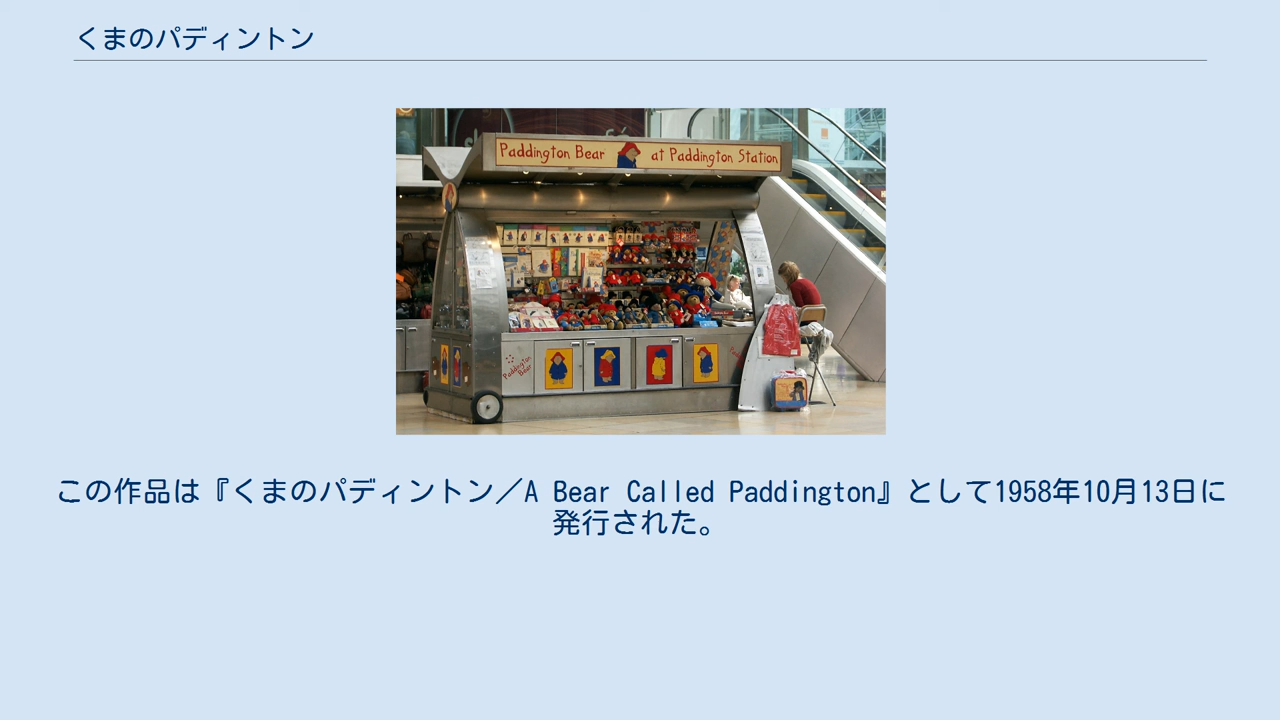 くまのパディントン
Paddington Bear at Paddington Station
Paddington Bear
この作品は『くまのパディントン／A Bear Called Paddington』として1958年10月13日に
発行された。